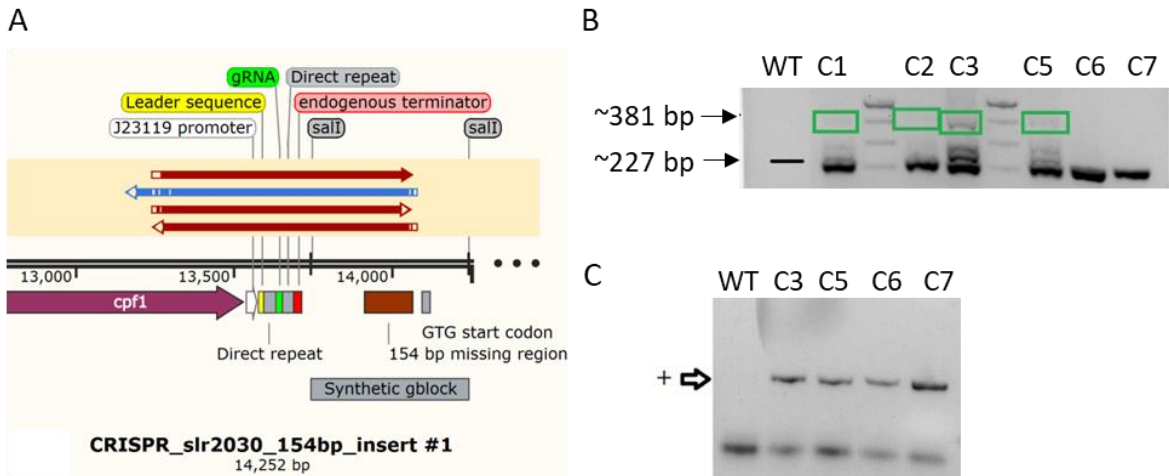 A
gRNA
Direct repeat
Leader sequence
endogenous terminator
J23119 promoter
salI
salI
13,000
13,500
14,000
cpf1
GTG start codon
Direct repeat
154 bp missing region
Synthetic gblock
CRISPR_slr2030_154bp_insert #1
14,252 bp
B
WT C1 C2 C3 C5 C6 C7
~381 bp
~227 bp
C
WT C3 C5 C6 C7
+